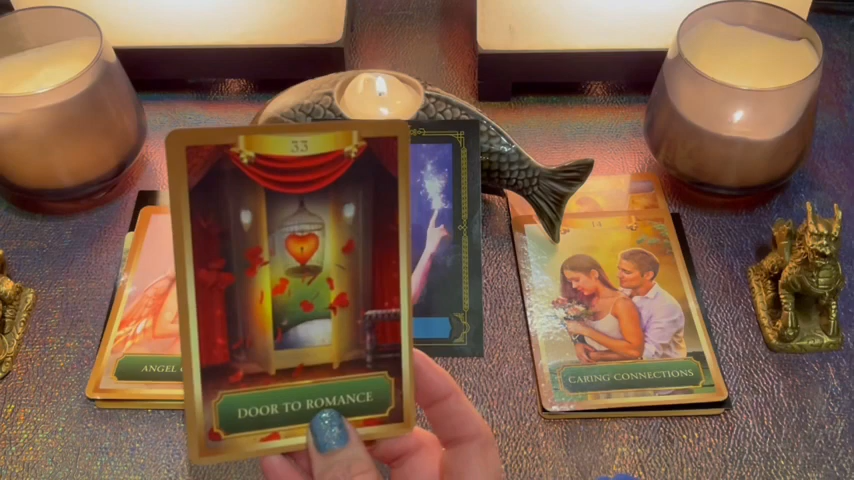 33
DOOR TO ROMANCE
ANGEL
14
CARING CONNECTIONS